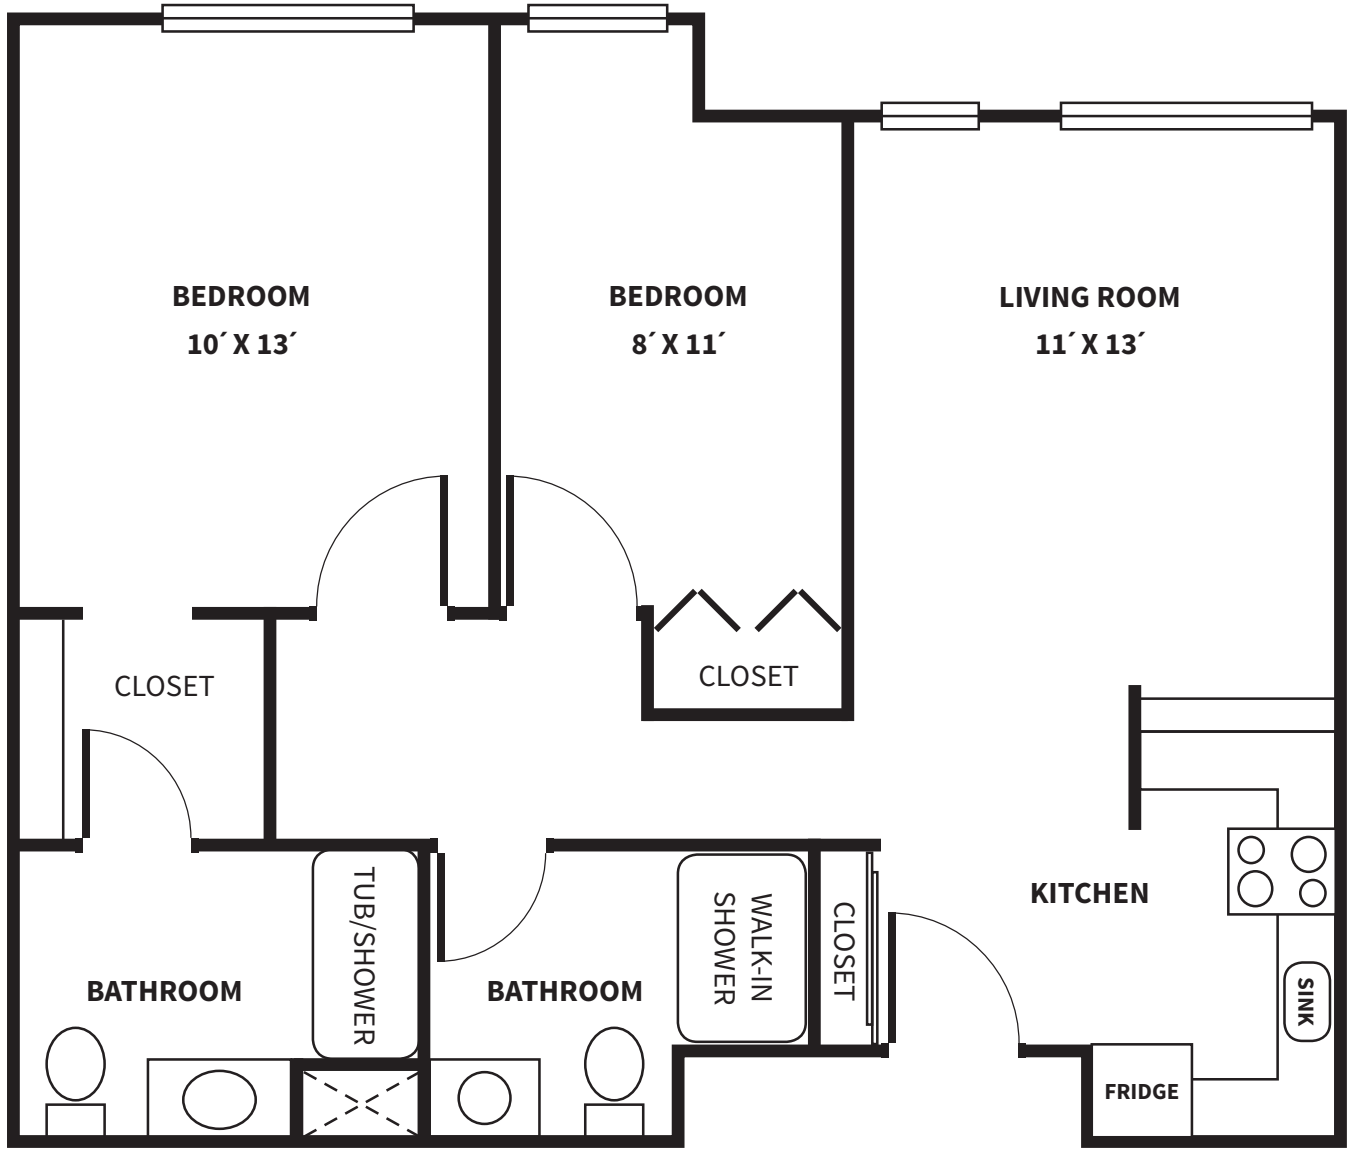 BEDROOM
10´ X 13´
BEDROOM
8´ X 11´
LIVING ROOM
11´ X 13´
CLOSET
CLOSET
KITCHEN
TUB/SHOWER
WALK-IN
SHOWER
CLOSET
BATHROOM
BATHROOM
SINK
FRIDGE